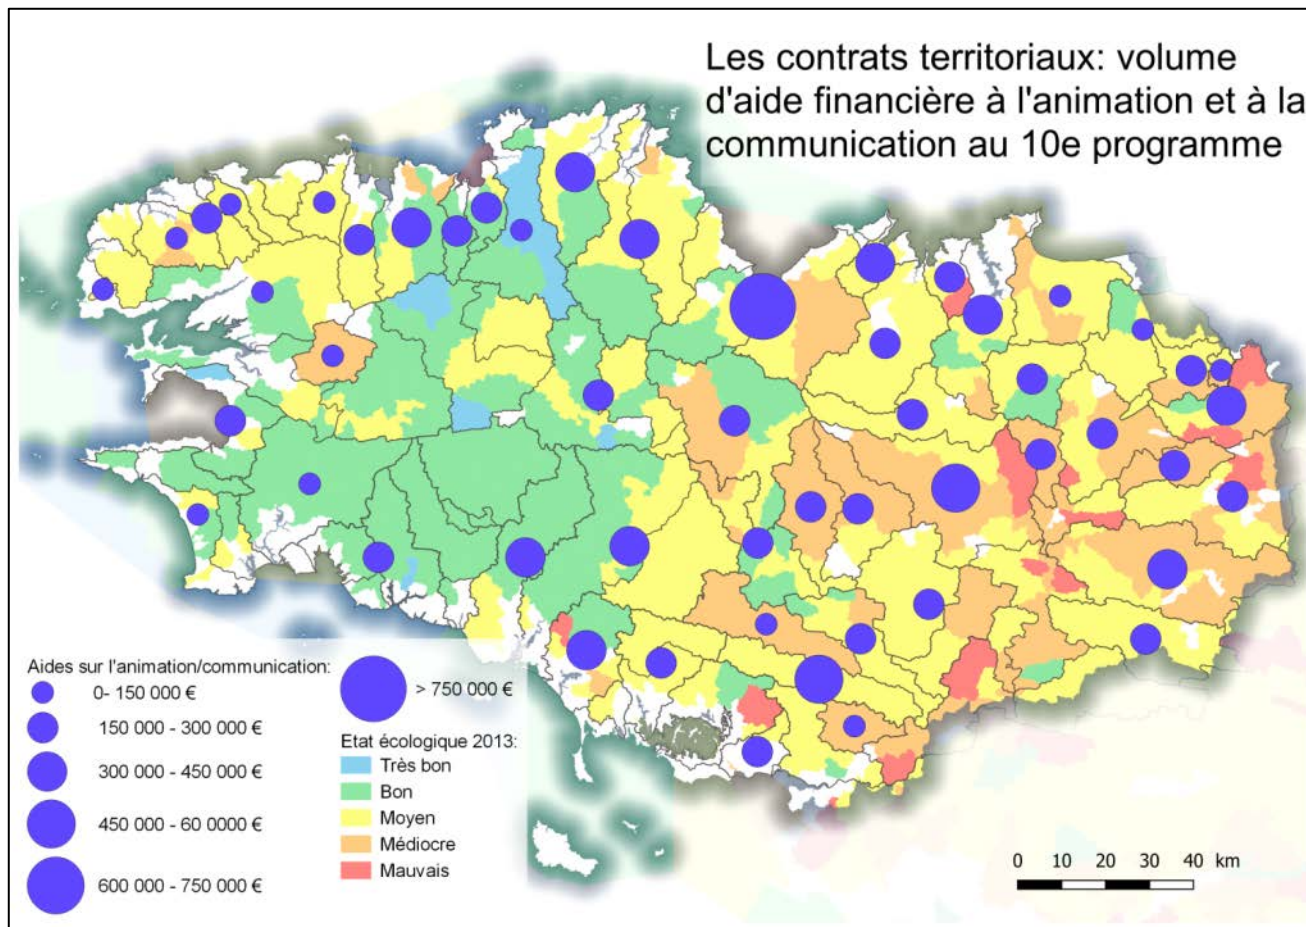 Les contrats territoriaux: volume
d'aide financière à l'animation et à la
communication au 10e programme
Aides sur l'animation/communication:
0- 150 000 €
150 000 - 300 000 €
300 000 - 450 000 €
450 000 - 60 0000 €
600 000 - 750 000 €
> 750 000 €
Etat écologique 2013:
Très bon
Bon
Moyen
Médiocre
Mauvais
0 10 20 30 40 km